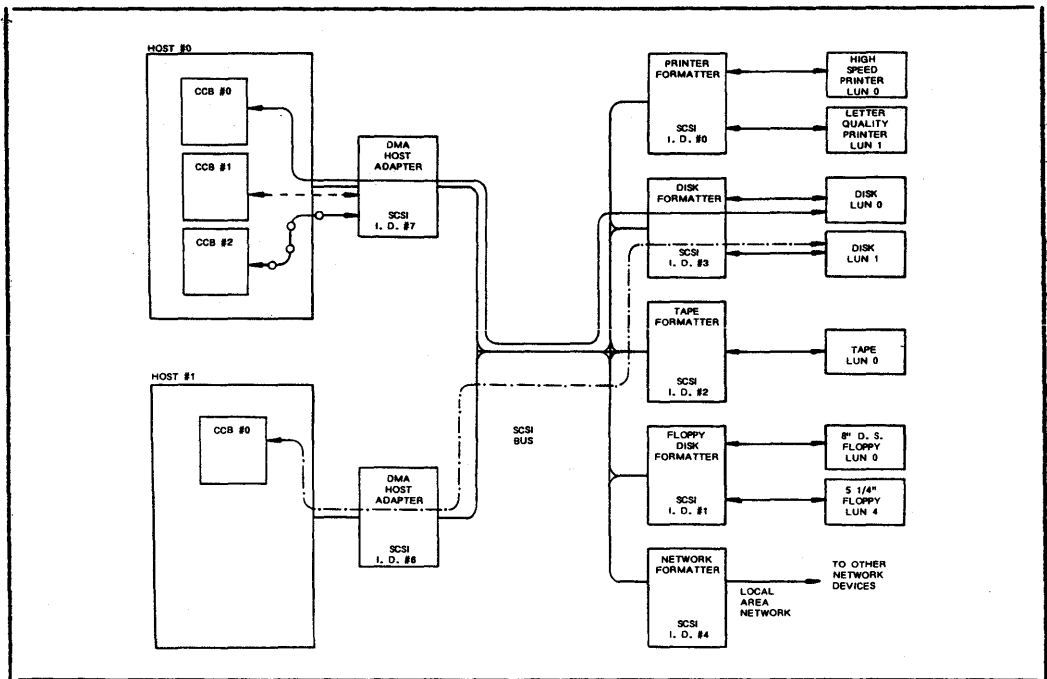 HOST #0
CCB #0
CCB #1
CCB #2
DMA
HOST
ADAPTER
SCSI
I. D. #7
HOST #1
CCB #0
DMA
HOST
ADAPTER
SCSI
I. D. #6
SCSI
BUS
PRINTER
FORMATTER
SCSI
I. D. #0
HIGH
SPEED
PRINTER
LUN 0
LETTER
QUALITY
PRINTER
LUN 1
DISK
FORMATTER
SCSI
I. D. #3
DISK
LUN 0
DISK
LUN 1
TAPE
FORMATTER
SCSI
I. D. #2
TAPE
LUN 0
FLOPPY
DISK
FORMATTER
SCSI
I. D. #1
8" D. S.
FLOPPY
LUN 0
5 1/4"
FLOPPY
LUN 4
NETWORK
FORMATTER
SCSI
I. D. #4
LOCAL
AREA
NETWORK
TO OTHER
NETWORK
DEVICES